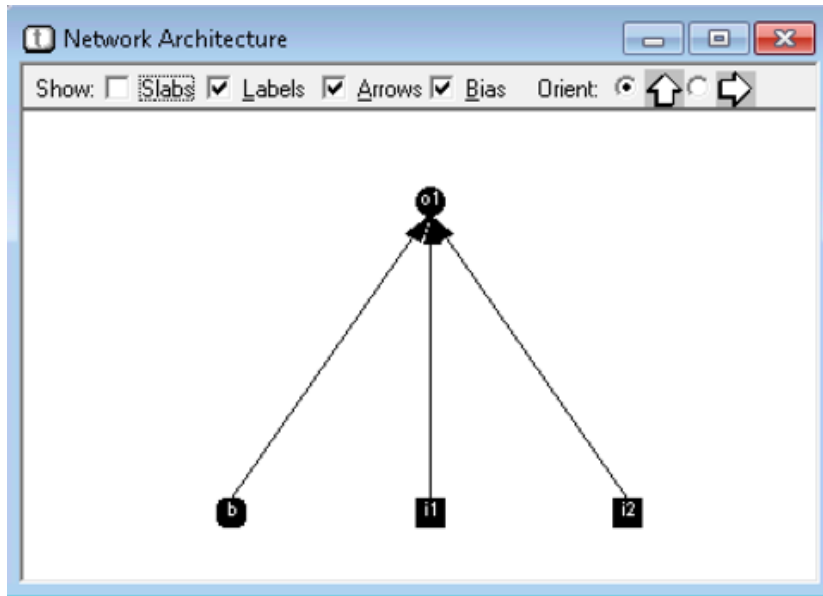 Network Architecture
Show: Slabs Labels Arrows Bias Orient:
o1
b i1 i2